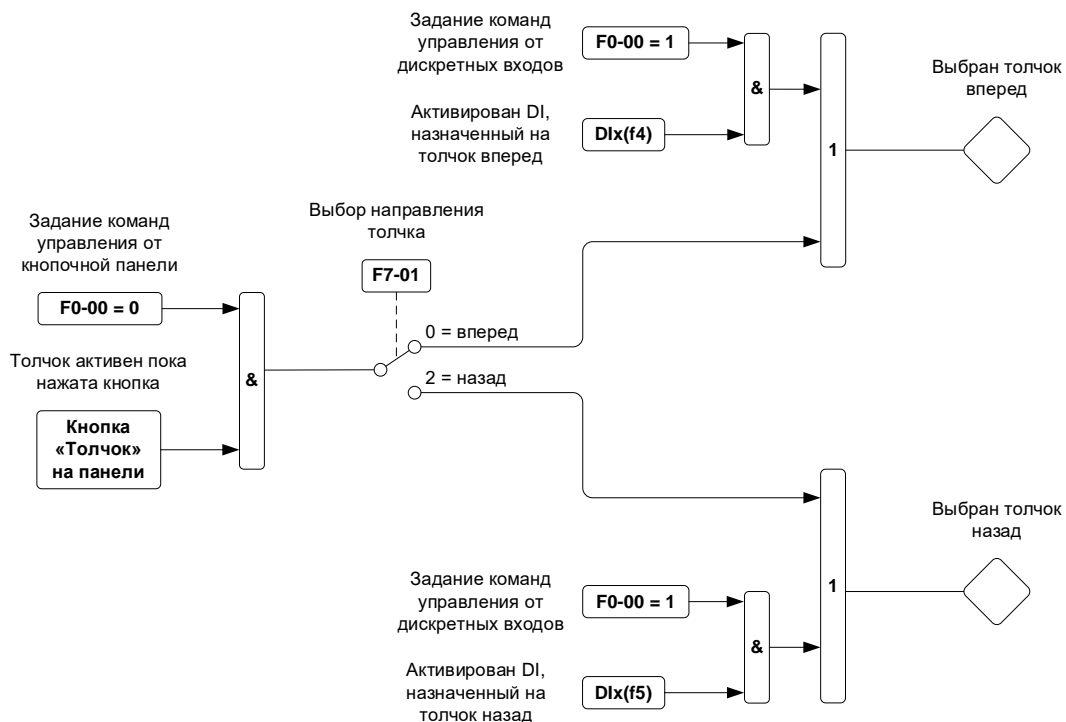 Задание команд
управления от
дискретных входов
F0-00 = 1
&
Активирован DI,
назначенный на
толчок вперед
DIx(f4)
1
Выбран толчок
вперед
Задание команд
управления от
кнопочной панели
F0-00 = 0
Толчок активен пока
нажата кнопка
Кнопка
«Толчок»
на панели
&
Выбор направления
толчка
F7-01
0 = вперед
2 = назад
Задание команд
управления от
дискретных входов
F0-00 = 1
&
Активирован DI,
назначенный на
толчок назад
DIx(f5)
1
Выбран толчок
назад